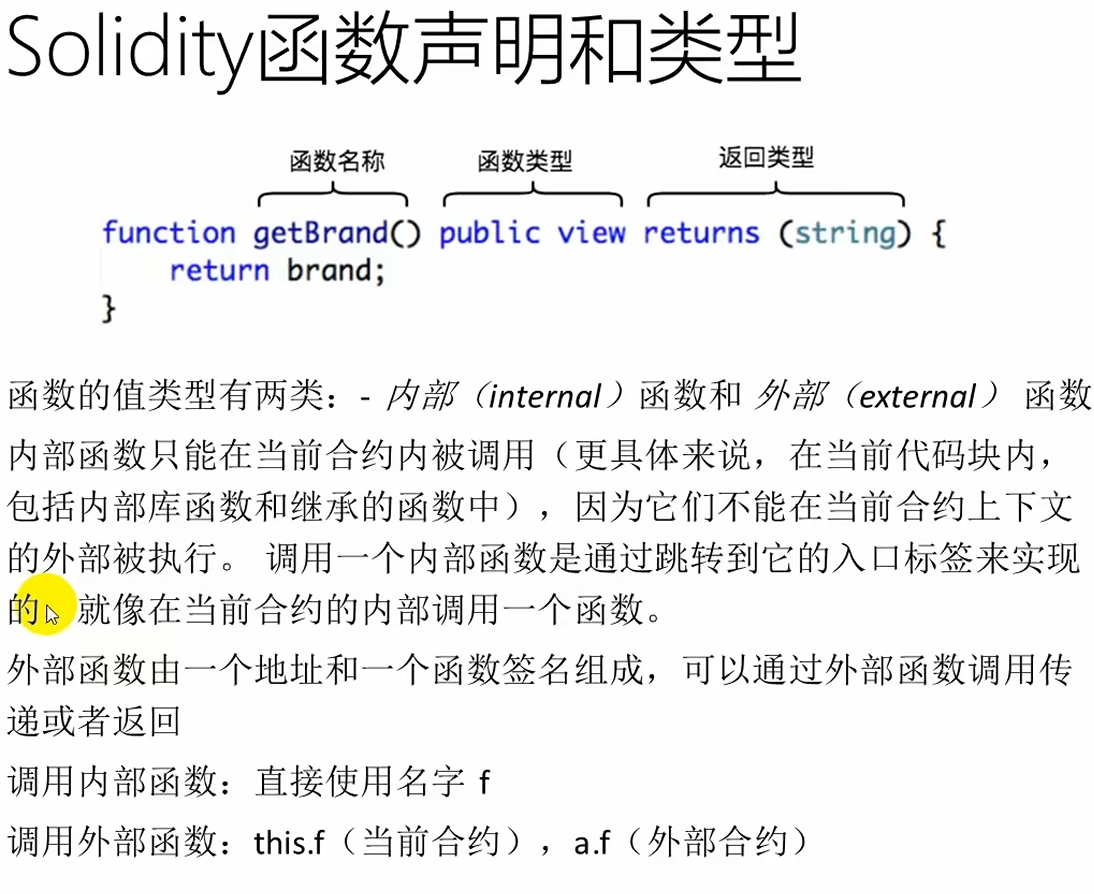 Solidity函数声明和类型
函数名称 函数类型 返回类型
function getBrand() public view returns (string) {
return brand;
}
函数的值类型有两类：- 内部（internal）函数和 外部（external） 函数
内部函数只能在当前合约内被调用（更具体来说，在当前代码块内，
包括内部库函数和继承的函数中），因为它们不能在当前合约上下文
的外部被执行。 调用一个内部函数是通过跳转到它的入口标签来实现
的 就像在当前合约的内部调用一个函数。
外部函数由一个地址和一个函数签名组成，可以通过外部函数调用传
递或者返回
调用内部函数：直接使用名字 f
调用外部函数：this.f（当前合约），a.f（外部合约）